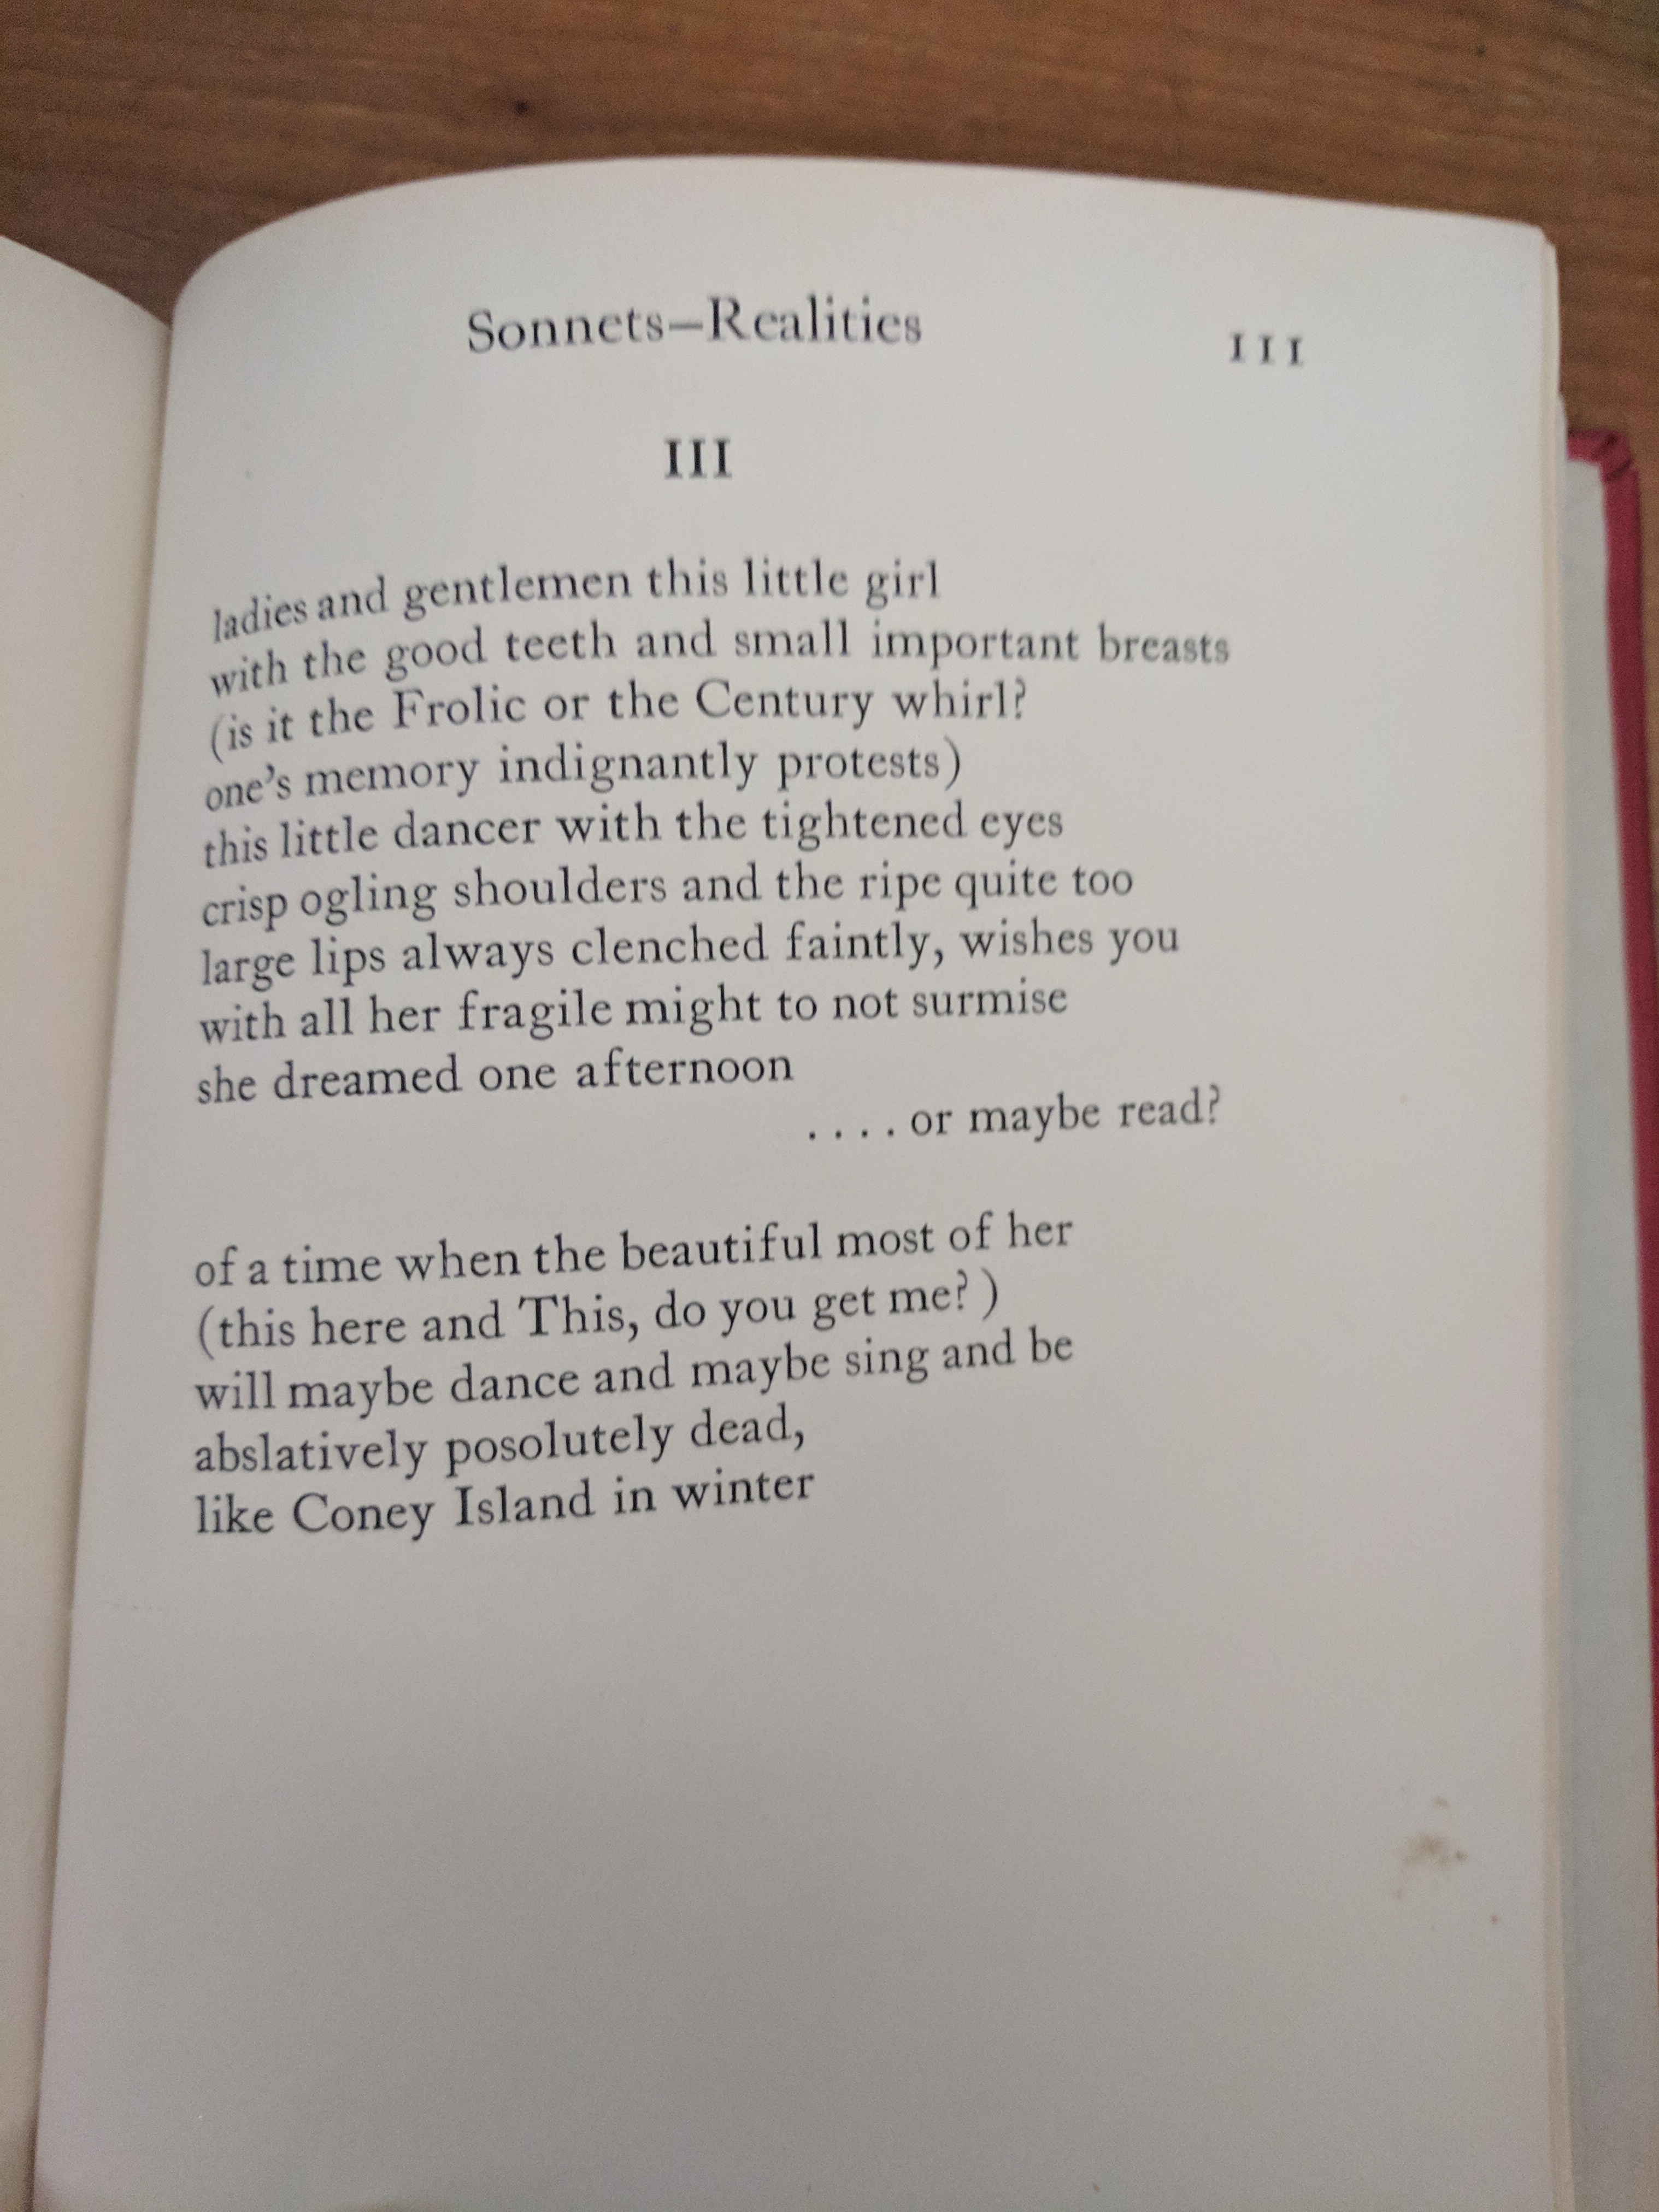 Sonnets—Realities 111
III
ladies and gentlemen this little girl
with the good teeth and small important breasts
(is it the Frolic or the Century whirl?
one's memory indignantly protests)
this little dancer with the tightened eyes
crisp ogling shoulders and the ripe quite too
large lips always clenched faintly, wishes you
with all her fragile might to not surmise
she dreamed one afternoon
. . . . or maybe read?
of a time when the beautiful most of her
(this here and This, do you get me? )
will maybe dance and maybe sing and be
abslatively posolutely dead,
like Coney Island in winter